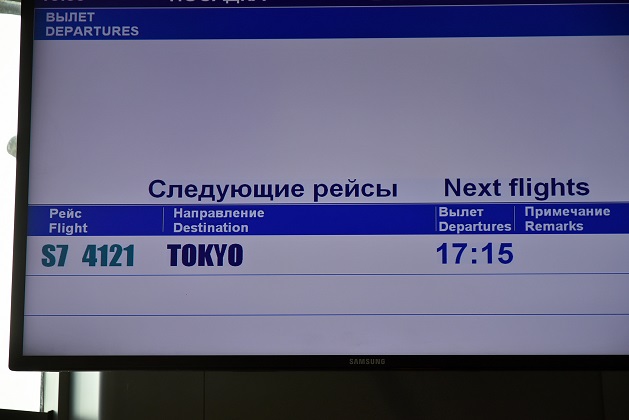 ВЫЛЕТ
DEPARTURES
Следующие рейсы Next flights
Рейс Направление Вылет Примечание
Flight Destination Departures Remarks
S7 4121 TOKYO 17:15
SAMSUNG